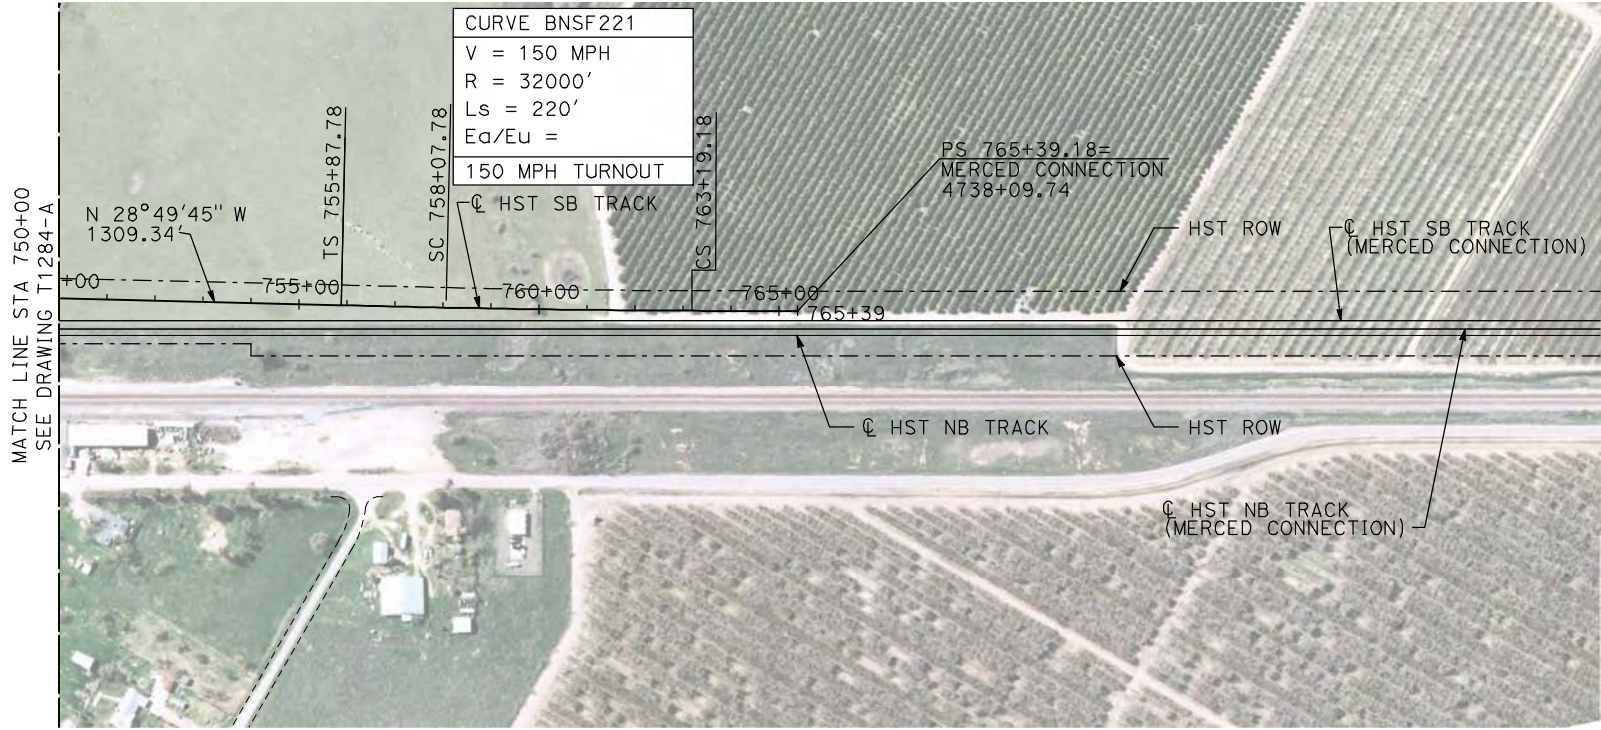 MATCH LINE STA 750+00
SEE DRAWING T1284-A
CURVE BNSF221
V = 150 MPH
R = 32000'
Ls = 220'
Ea/Eu =
150 MPH TURNOUT
N 28°49'45" W
1309.34'
TS 755+87.78
SC 758+07.78
℄ HST SB TRACK
CS 763+19.18
PS 765+39.18=
MERCED CONNECTION
4738+09.74
HST ROW
℄ HST SB TRACK
(MERCED CONNECTION)
+00
755+00
760+00
765+00
765+39
℄ HST NB TRACK
HST ROW
℄ HST NB TRACK
(MERCED CONNECTION)